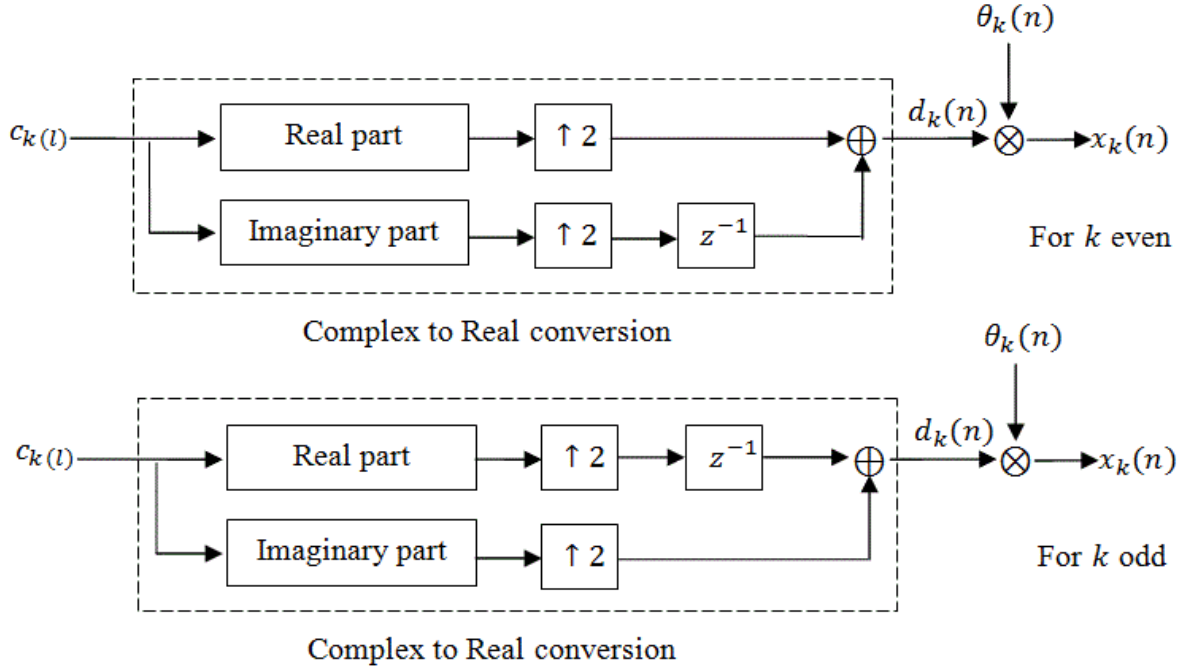 θₖ(n)
cₖ₍ₗ₎ Real part ↑ 2 ⊕ dₖ(n) ⊗ xₖ(n)
Imaginary part ↑ 2 z⁻¹
For k even
Complex to Real conversion
θₖ(n)
cₖ₍ₗ₎ Real part ↑ 2 z⁻¹ ⊕ dₖ(n) ⊗ xₖ(n)
Imaginary part ↑ 2
For k odd
Complex to Real conversion